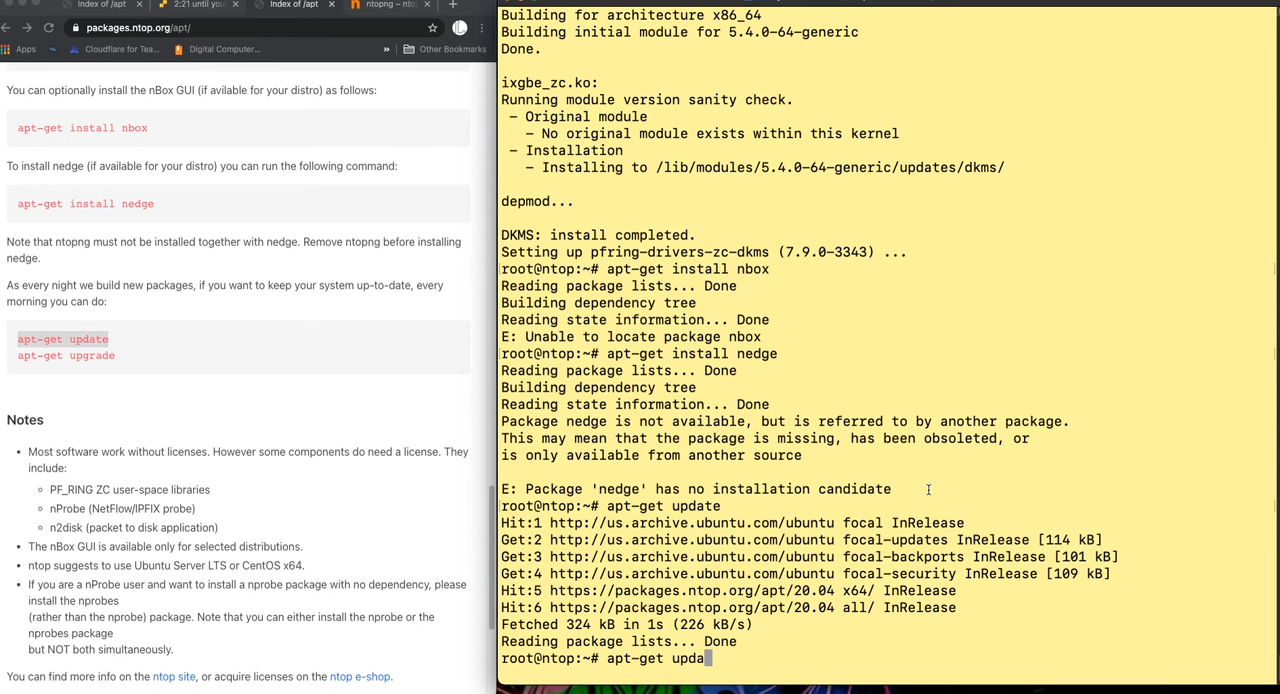 Index of /apt
2:21 until you
Index of /apt
ntopng – nto
packages.ntop.org/apt/
Apps
Cloudflare for Tea...
Digital Computer...
»
Other Bookmarks
You can optionally install the nBox GUI (if avilable for your distro) as follows:
apt-get install nbox
To install nedge (if available for your distro) you can run the following command:
apt-get install nedge
Note that ntopng must not be installed together with nedge. Remove ntopng before installing
nedge.
As every night we build new packages, if you want to keep your system up-to-date, every
morning you can do:
apt-get update
apt-get upgrade
Notes
• Most software work without licenses. However some components do need a license. They
include:
◦ PF_RING ZC user-space libraries
◦ nProbe (NetFlow/IPFIX probe)
◦ n2disk (packet to disk application)
• The nBox GUI is available only for selected distributions.
• ntop suggests to use Ubuntu Server LTS or CentOS x64.
• If you are a nProbe user and want to install a nprobe package with no dependency, please
install the nprobes
(rather than the nprobe) package. Note that you can either install the nprobe or the
nprobes package
but NOT both simultaneously.
You can find more info on the ntop site, or acquire licenses on the ntop e-shop.
Building for architecture x86_64
Building initial module for 5.4.0-64-generic
Done.
ixgbe_zc.ko:
Running module version sanity check.
- Original module
- No original module exists within this kernel
- Installation
- Installing to /lib/modules/5.4.0-64-generic/updates/dkms/
depmod...
DKMS: install completed.
Setting up pfring-drivers-zc-dkms (7.9.0-3343) ...
root@ntop:~# apt-get install nbox
Reading package lists... Done
Building dependency tree
Reading state information... Done
E: Unable to locate package nbox
root@ntop:~# apt-get install nedge
Reading package lists... Done
Building dependency tree
Reading state information... Done
Package nedge is not available, but is referred to by another package.
This may mean that the package is missing, has been obsoleted, or
is only available from another source
E: Package 'nedge' has no installation candidate
root@ntop:~# apt-get update
Hit:1 http://us.archive.ubuntu.com/ubuntu focal InRelease
Get:2 http://us.archive.ubuntu.com/ubuntu focal-updates InRelease [114 kB]
Get:3 http://us.archive.ubuntu.com/ubuntu focal-backports InRelease [101 kB]
Get:4 http://us.archive.ubuntu.com/ubuntu focal-security InRelease [109 kB]
Hit:5 https://packages.ntop.org/apt/20.04 x64/ InRelease
Hit:6 https://packages.ntop.org/apt/20.04 all/ InRelease
Fetched 324 kB in 1s (226 kB/s)
Reading package lists... Done
root@ntop:~# apt-get upda